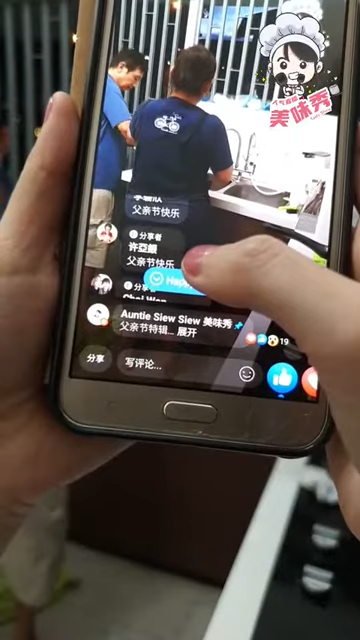 美味秀
父亲节快乐
分享者
许亞銀
父亲节快乐
分享者
Auntie Siew Siew 美味秀
父亲节特辑... 展开
19
分享
写评论...